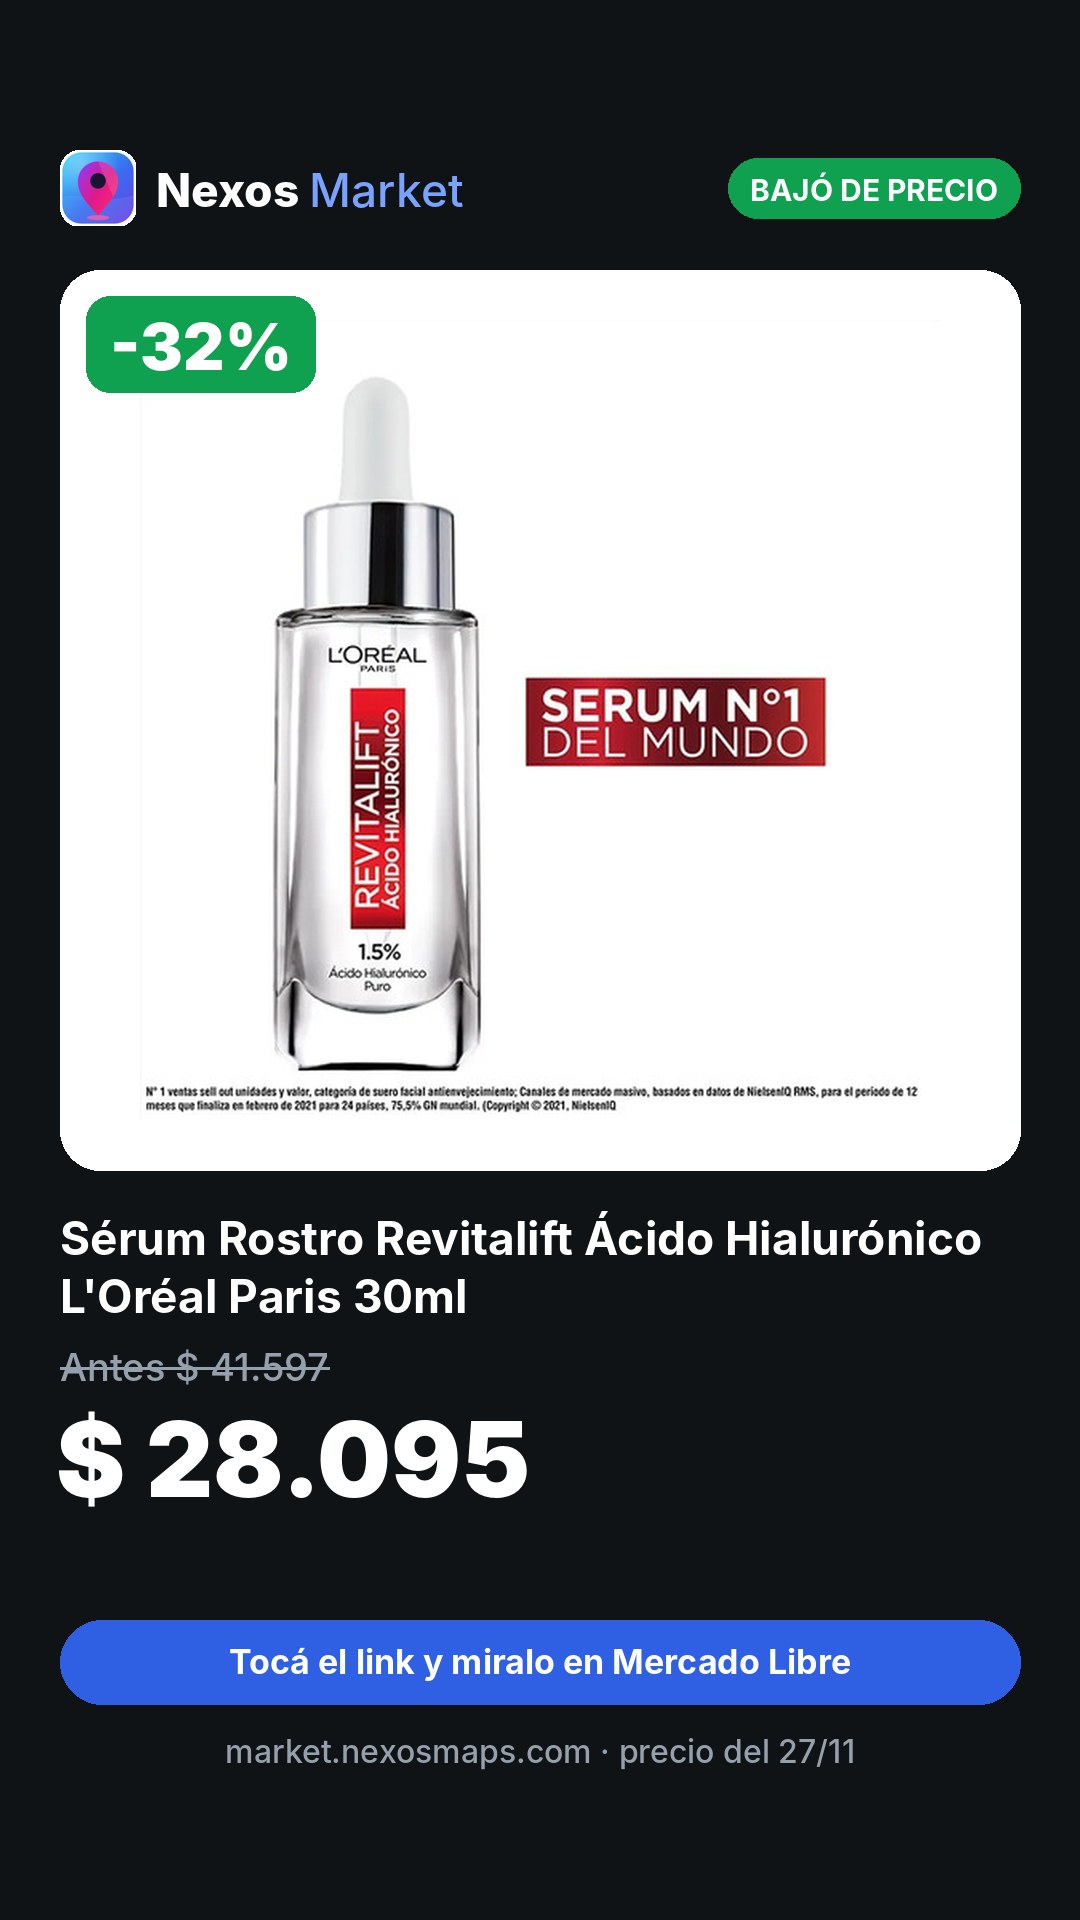 Nexos Market
BAJÓ DE PRECIO
-32%
L'ORÉAL
PARIS
REVITALIFT
ÁCIDO HIALURÓNICO
1.5%
Ácido Hialurónico
Puro
SERUM N°1
DEL MUNDO
N° 1 ventas sell out unidades y valor, categoría de suero facial antienvejecimiento; Canales de mercado masivo, basados en datos de NielsenIQ RMS, para el período de 12
meses que finaliza en febrero de 2021 para 24 países, 75,5% GN mundial. (Copyright © 2021, NielsenIQ
Sérum Rostro Revitalift Ácido Hialurónico
L'Oréal Paris 30ml
Antes $ 41.597
$ 28.095
Tocá el link y miralo en Mercado Libre
market.nexosmaps.com · precio del 27/11